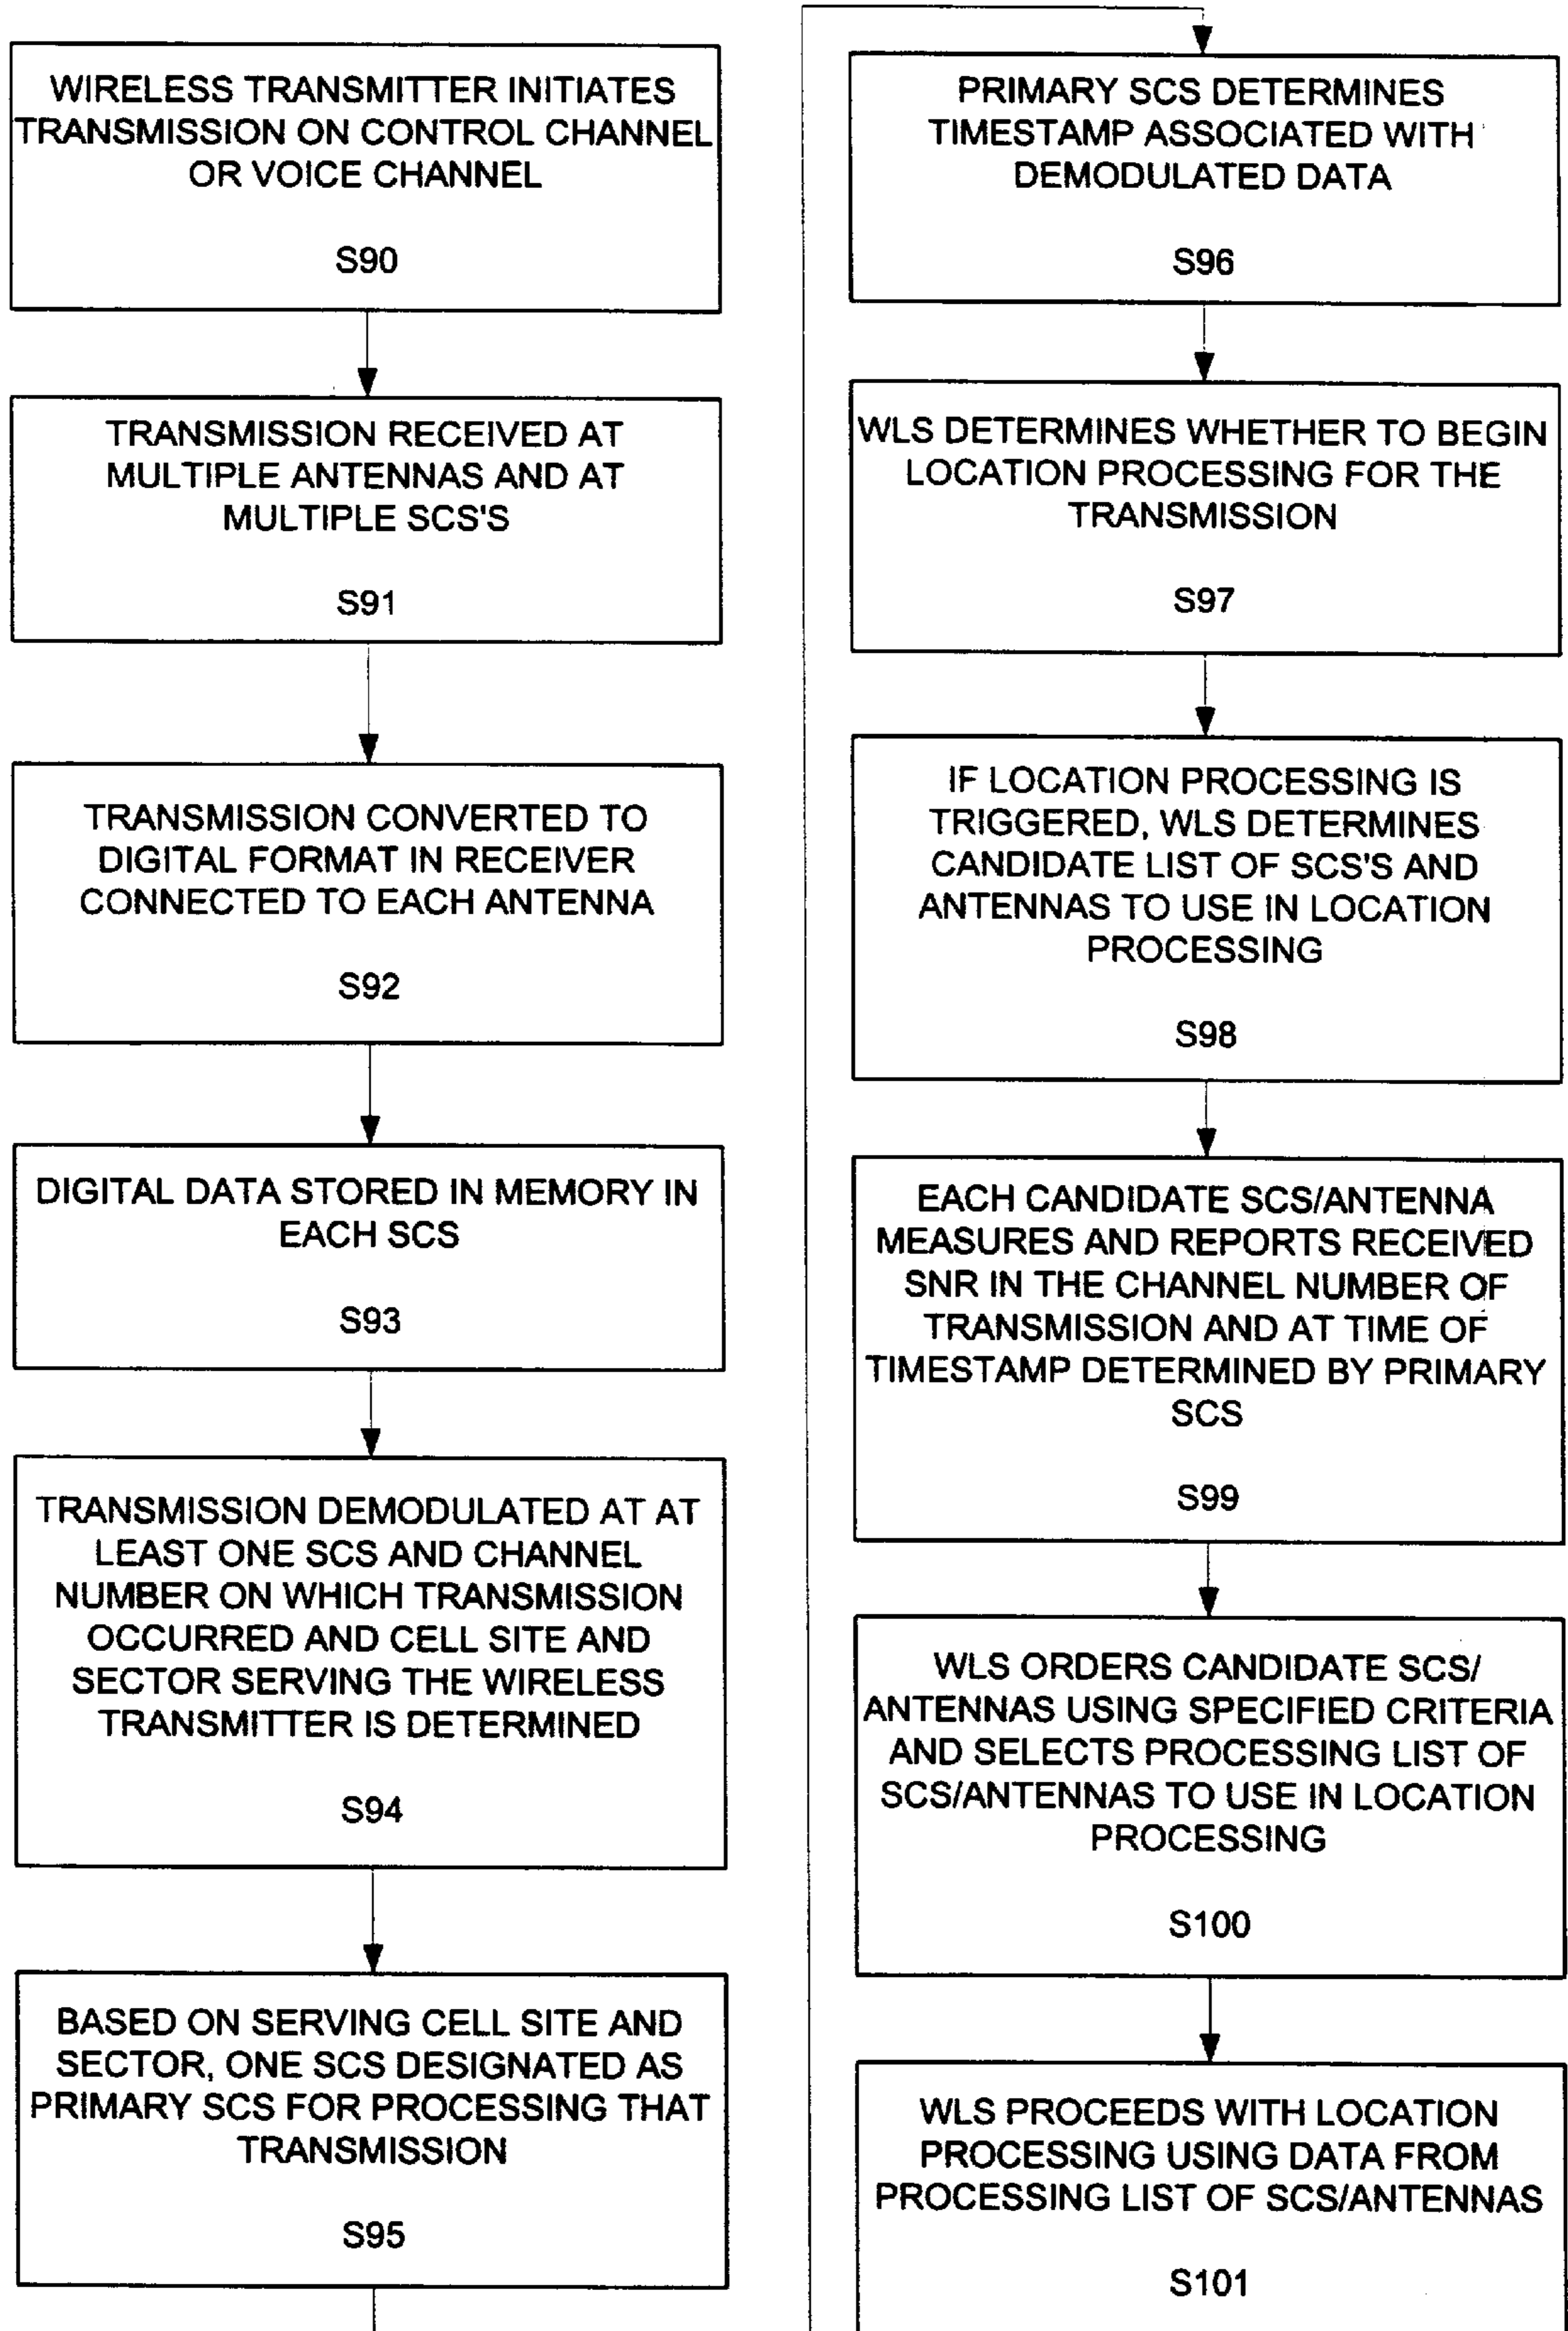 WIRELESS TRANSMITTER INITIATES
TRANSMISSION ON CONTROL CHANNEL
OR VOICE CHANNEL
S90
TRANSMISSION RECEIVED AT
MULTIPLE ANTENNAS AND AT
MULTIPLE SCS'S
S91
TRANSMISSION CONVERTED TO
DIGITAL FORMAT IN RECEIVER
CONNECTED TO EACH ANTENNA
S92
DIGITAL DATA STORED IN MEMORY IN
EACH SCS
S93
TRANSMISSION DEMODULATED AT AT
LEAST ONE SCS AND CHANNEL
NUMBER ON WHICH TRANSMISSION
OCCURRED AND CELL SITE AND
SECTOR SERVING THE WIRELESS
TRANSMITTER IS DETERMINED
S94
BASED ON SERVING CELL SITE AND
SECTOR, ONE SCS DESIGNATED AS
PRIMARY SCS FOR PROCESSING THAT
TRANSMISSION
S95
PRIMARY SCS DETERMINES
TIMESTAMP ASSOCIATED WITH
DEMODULATED DATA
S96
WLS DETERMINES WHETHER TO BEGIN
LOCATION PROCESSING FOR THE
TRANSMISSION
S97
IF LOCATION PROCESSING IS
TRIGGERED, WLS DETERMINES
CANDIDATE LIST OF SCS'S AND
ANTENNAS TO USE IN LOCATION
PROCESSING
S98
EACH CANDIDATE SCS/ANTENNA
MEASURES AND REPORTS RECEIVED
SNR IN THE CHANNEL NUMBER OF
TRANSMISSION AND AT TIME OF
TIMESTAMP DETERMINED BY PRIMARY
SCS
S99
WLS ORDERS CANDIDATE SCS/
ANTENNAS USING SPECIFIED CRITERIA
AND SELECTS PROCESSING LIST OF
SCS/ANTENNAS TO USE IN LOCATION
PROCESSING
S100
WLS PROCEEDS WITH LOCATION
PROCESSING USING DATA FROM
PROCESSING LIST OF SCS/ANTENNAS
S101